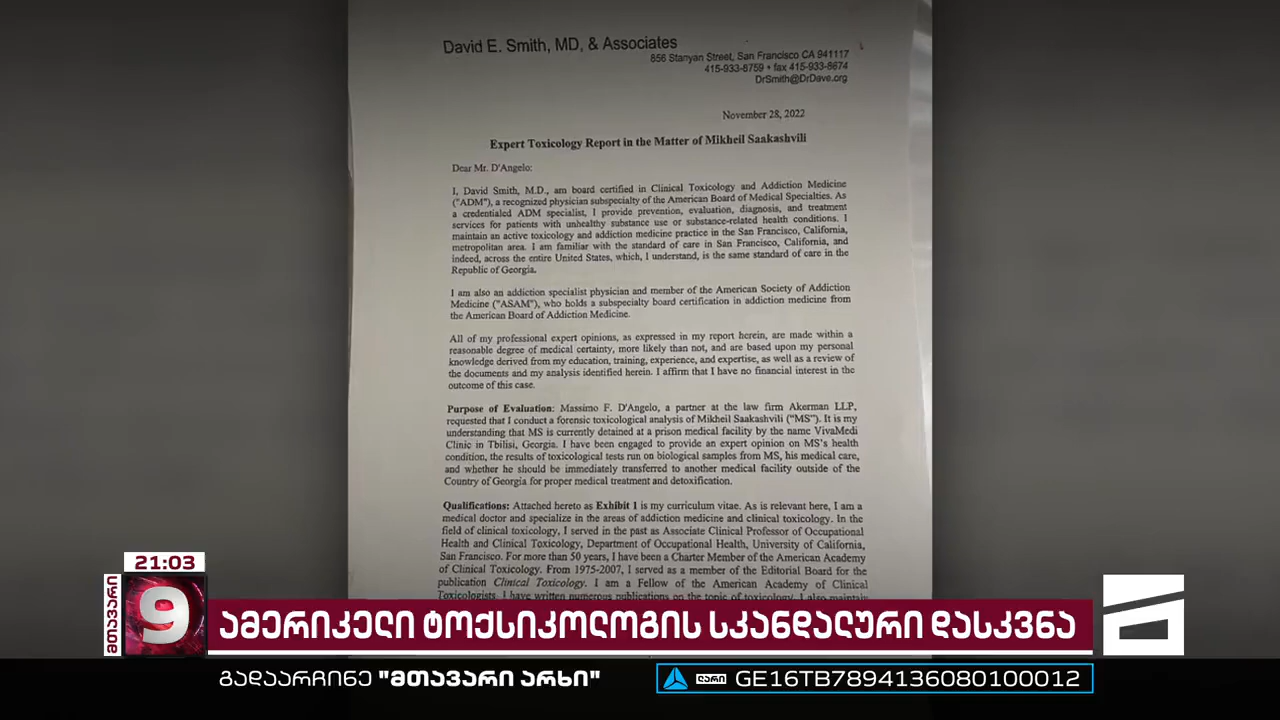 David E. Smith, MD, & Associates
856 Stanyan Street, San Francisco CA 941117
415-933-8759 • fax 415-933-8674
DrSmith@DrDave.org
November 28, 2022
Expert Toxicology Report in the Matter of Mikheil Saakashvili
Dear Mr. D'Angelo:
I, David Smith, M.D., am board certified in Clinical Toxicology and Addiction Medicine
("ADM"), a recognized physician subspecialty of the American Board of Medical Specialties. As
a credentialed ADM specialist, I provide prevention, evaluation, diagnosis, and treatment
services for patients with unhealthy substance use or substance-related health conditions. I
maintain an active toxicology and addiction medicine practice in the San Francisco, California,
metropolitan area. I am familiar with the standard of care in San Francisco, California, and
indeed, across the entire United States, which, I understand, is the same standard of care in the
Republic of Georgia.
I am also an addiction specialist physician and member of the American Society of Addiction
Medicine ("ASAM"), who holds a subspecialty board certification in addiction medicine from
the American Board of Addiction Medicine.
All of my professional expert opinions, as expressed in my report herein, are made within a
reasonable degree of medical certainty, more likely than not, and are based upon my personal
knowledge derived from my education, training, experience, and expertise, as well as a review of
the documents and my analysis identified herein. I affirm that I have no financial interest in the
outcome of this case.
Purpose of Evaluation: Massimo F. D'Angelo, a partner at the law firm Akerman LLP,
requested that I conduct a forensic toxicological analysis of Mikheil Saakashvili ("MS"). It is my
understanding that MS is currently detained at a prison medical facility by the name VivaMedi
Clinic in Tbilisi, Georgia. I have been engaged to provide an expert opinion on MS's health
condition, the results of toxicological tests run on biological samples from MS, his medical care,
and whether he should be immediately transferred to another medical facility outside of the
Country of Georgia for proper medical treatment and detoxification.
Qualifications: Attached hereto as Exhibit 1 is my curriculum vitae. As is relevant here, I am a
medical doctor and specialize in the areas of addiction medicine and clinical toxicology. In the
field of clinical toxicology, I served in the past as Associate Clinical Professor of Occupational
Health and Clinical Toxicology, Department of Occupational Health, University of California,
San Francisco. For more than 50 years, I have been a Charter Member of the American Academy
of Clinical Toxicology. From 1975-2007, I served as a member of the Editorial Board for the
publication Clinical Toxicology. I am a Fellow of the American Academy of Clinical
Toxicologists. I have written numerous publications on the topic of toxicology. I also maintain
21:03
მთავარი
9
ამერიკელი ტოქსიკოლოგის სკანდალური დასკვნა
გადაარჩინე "მთავარი არხი"
ლარი GE16TB7894136080100012